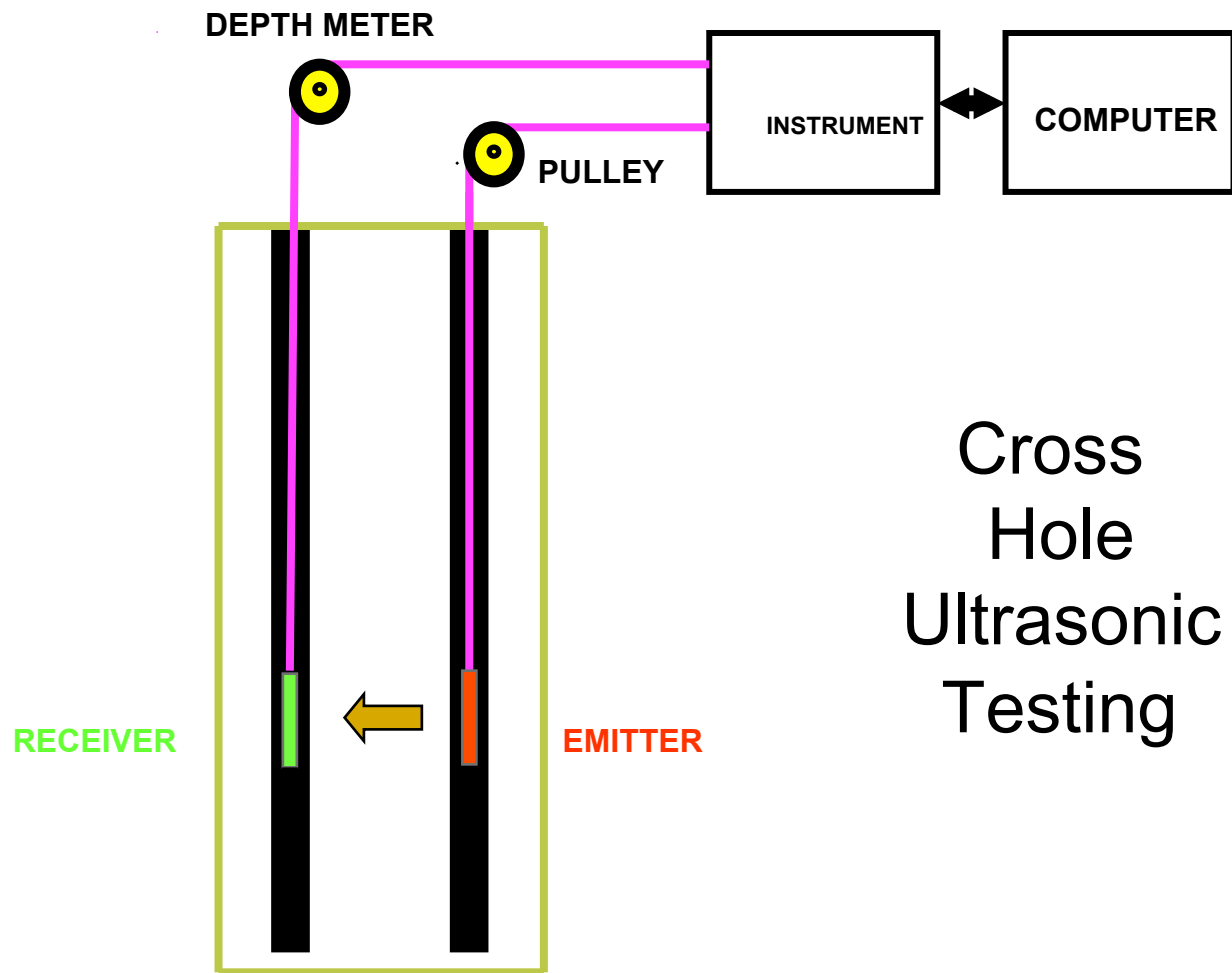 DEPTH METER
INSTRUMENT
COMPUTER
PULLEY
Cross
Hole
Ultrasonic
Testing
RECEIVER
EMITTER